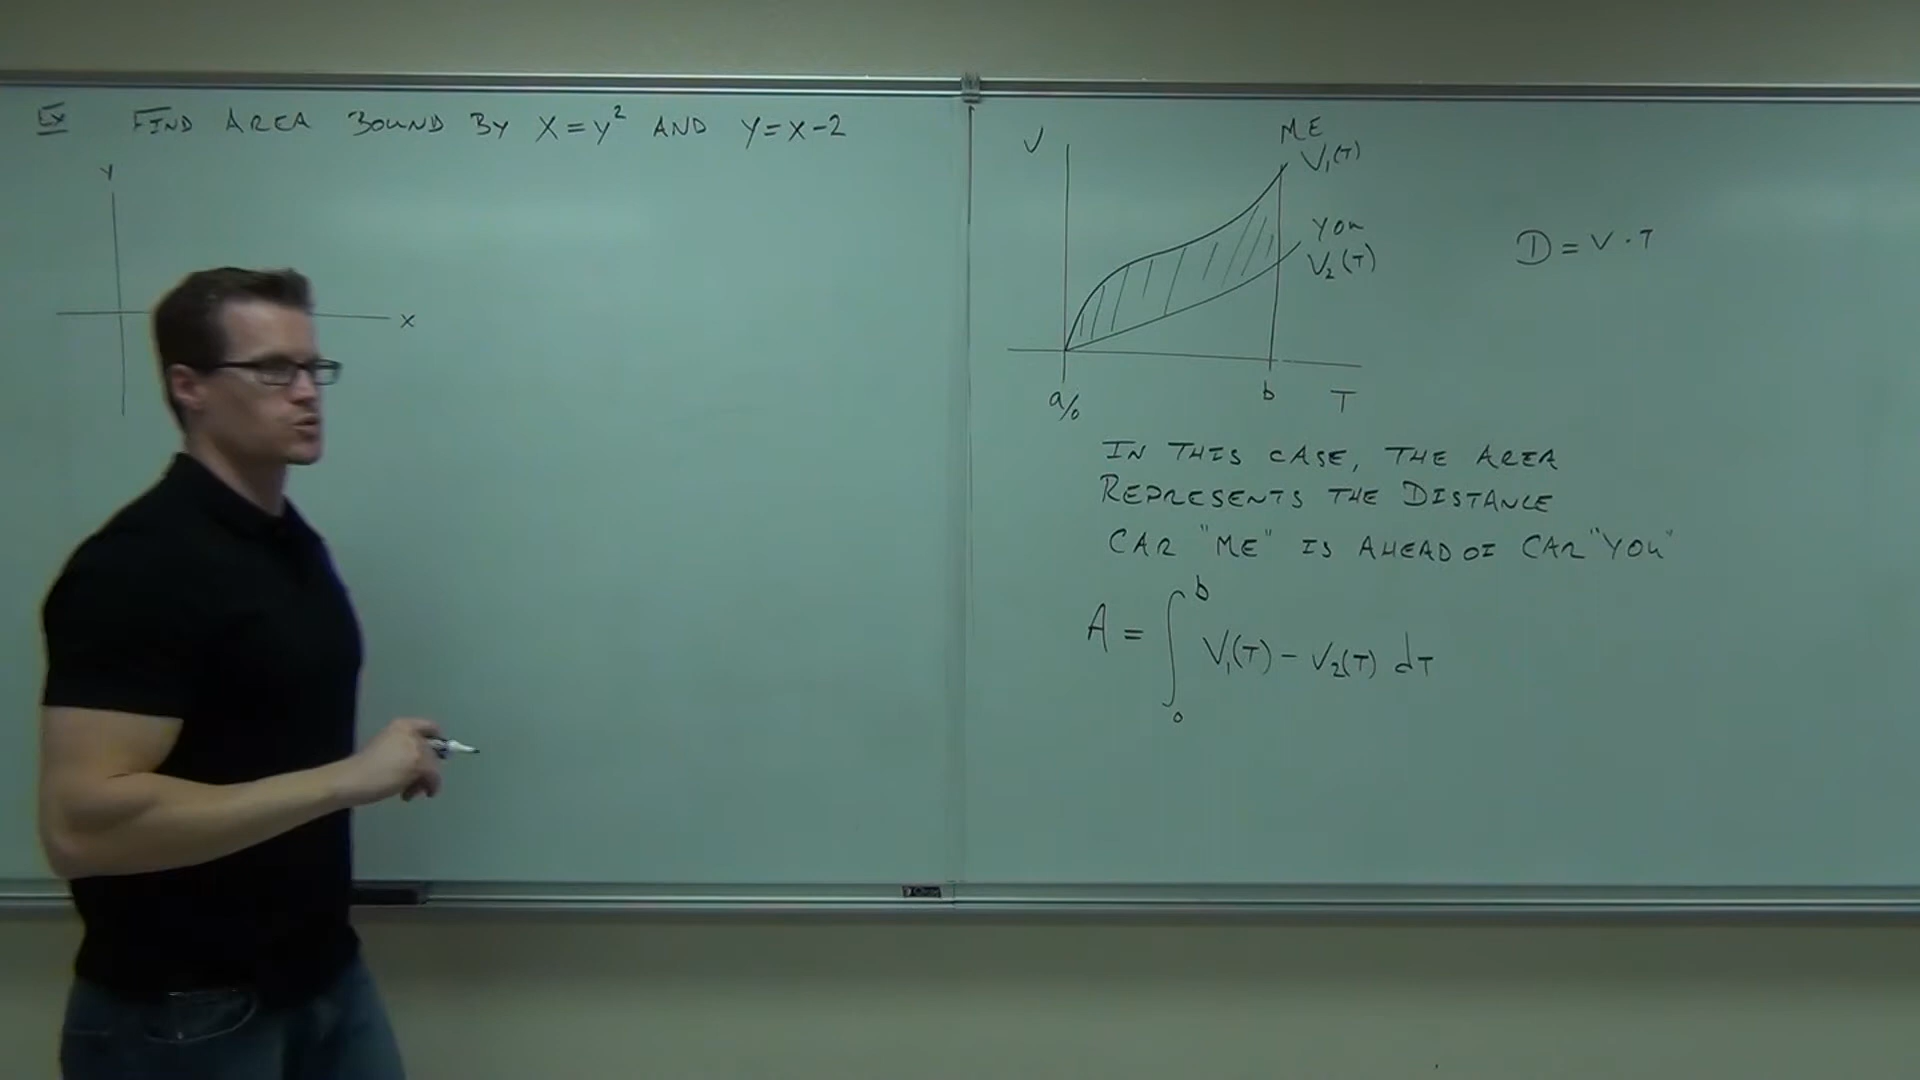 Ex FIND AREA BOUND BY X=y² AND Y=X-2
Y
X
V
ME
V₁(T)
YOU
V₂(T)
D = V · T
a/0
b
T
IN THIS CASE, THE AREA
REPRESENTS THE DISTANCE
CAR "ME" IS AHEAD OF CAR "YOU"
A = ∫₀ᵇ V₁(T) - V₂(T) dT